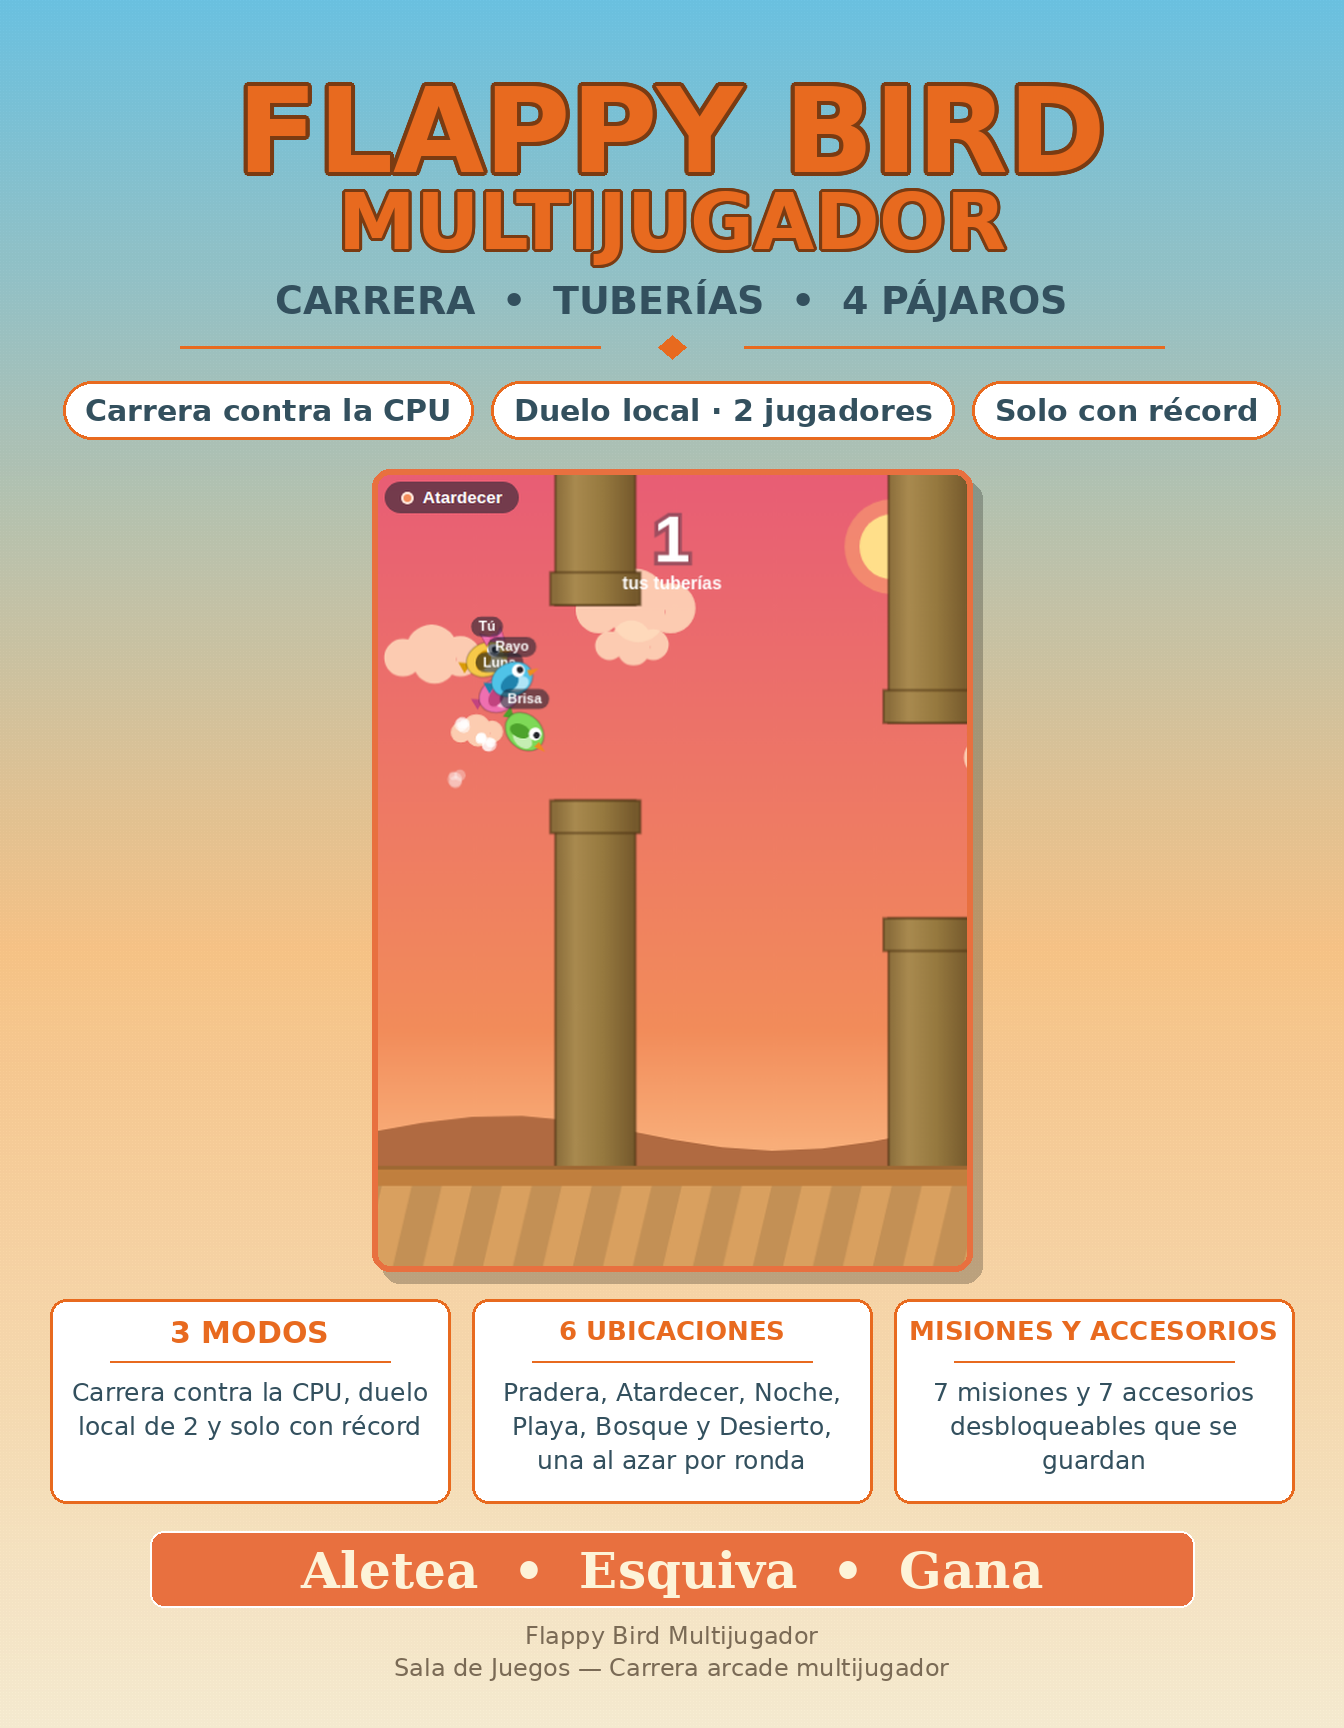 FLAPPY BIRD
MULTIJUGADOR
CARRERA • TUBERÍAS • 4 PÁJAROS
Carrera contra la CPU
Duelo local · 2 jugadores
Solo con récord
Atardecer
1
tus tuberías
Tú
Rayo
Luna
Brisa
3 MODOS
Carrera contra la CPU, duelo
local de 2 y solo con récord
6 UBICACIONES
Pradera, Atardecer, Noche,
Playa, Bosque y Desierto,
una al azar por ronda
MISIONES Y ACCESORIOS
7 misiones y 7 accesorios
desbloqueables que se
guardan
Aletea • Esquiva • Gana
Flappy Bird Multijugador
Sala de Juegos — Carrera arcade multijugador